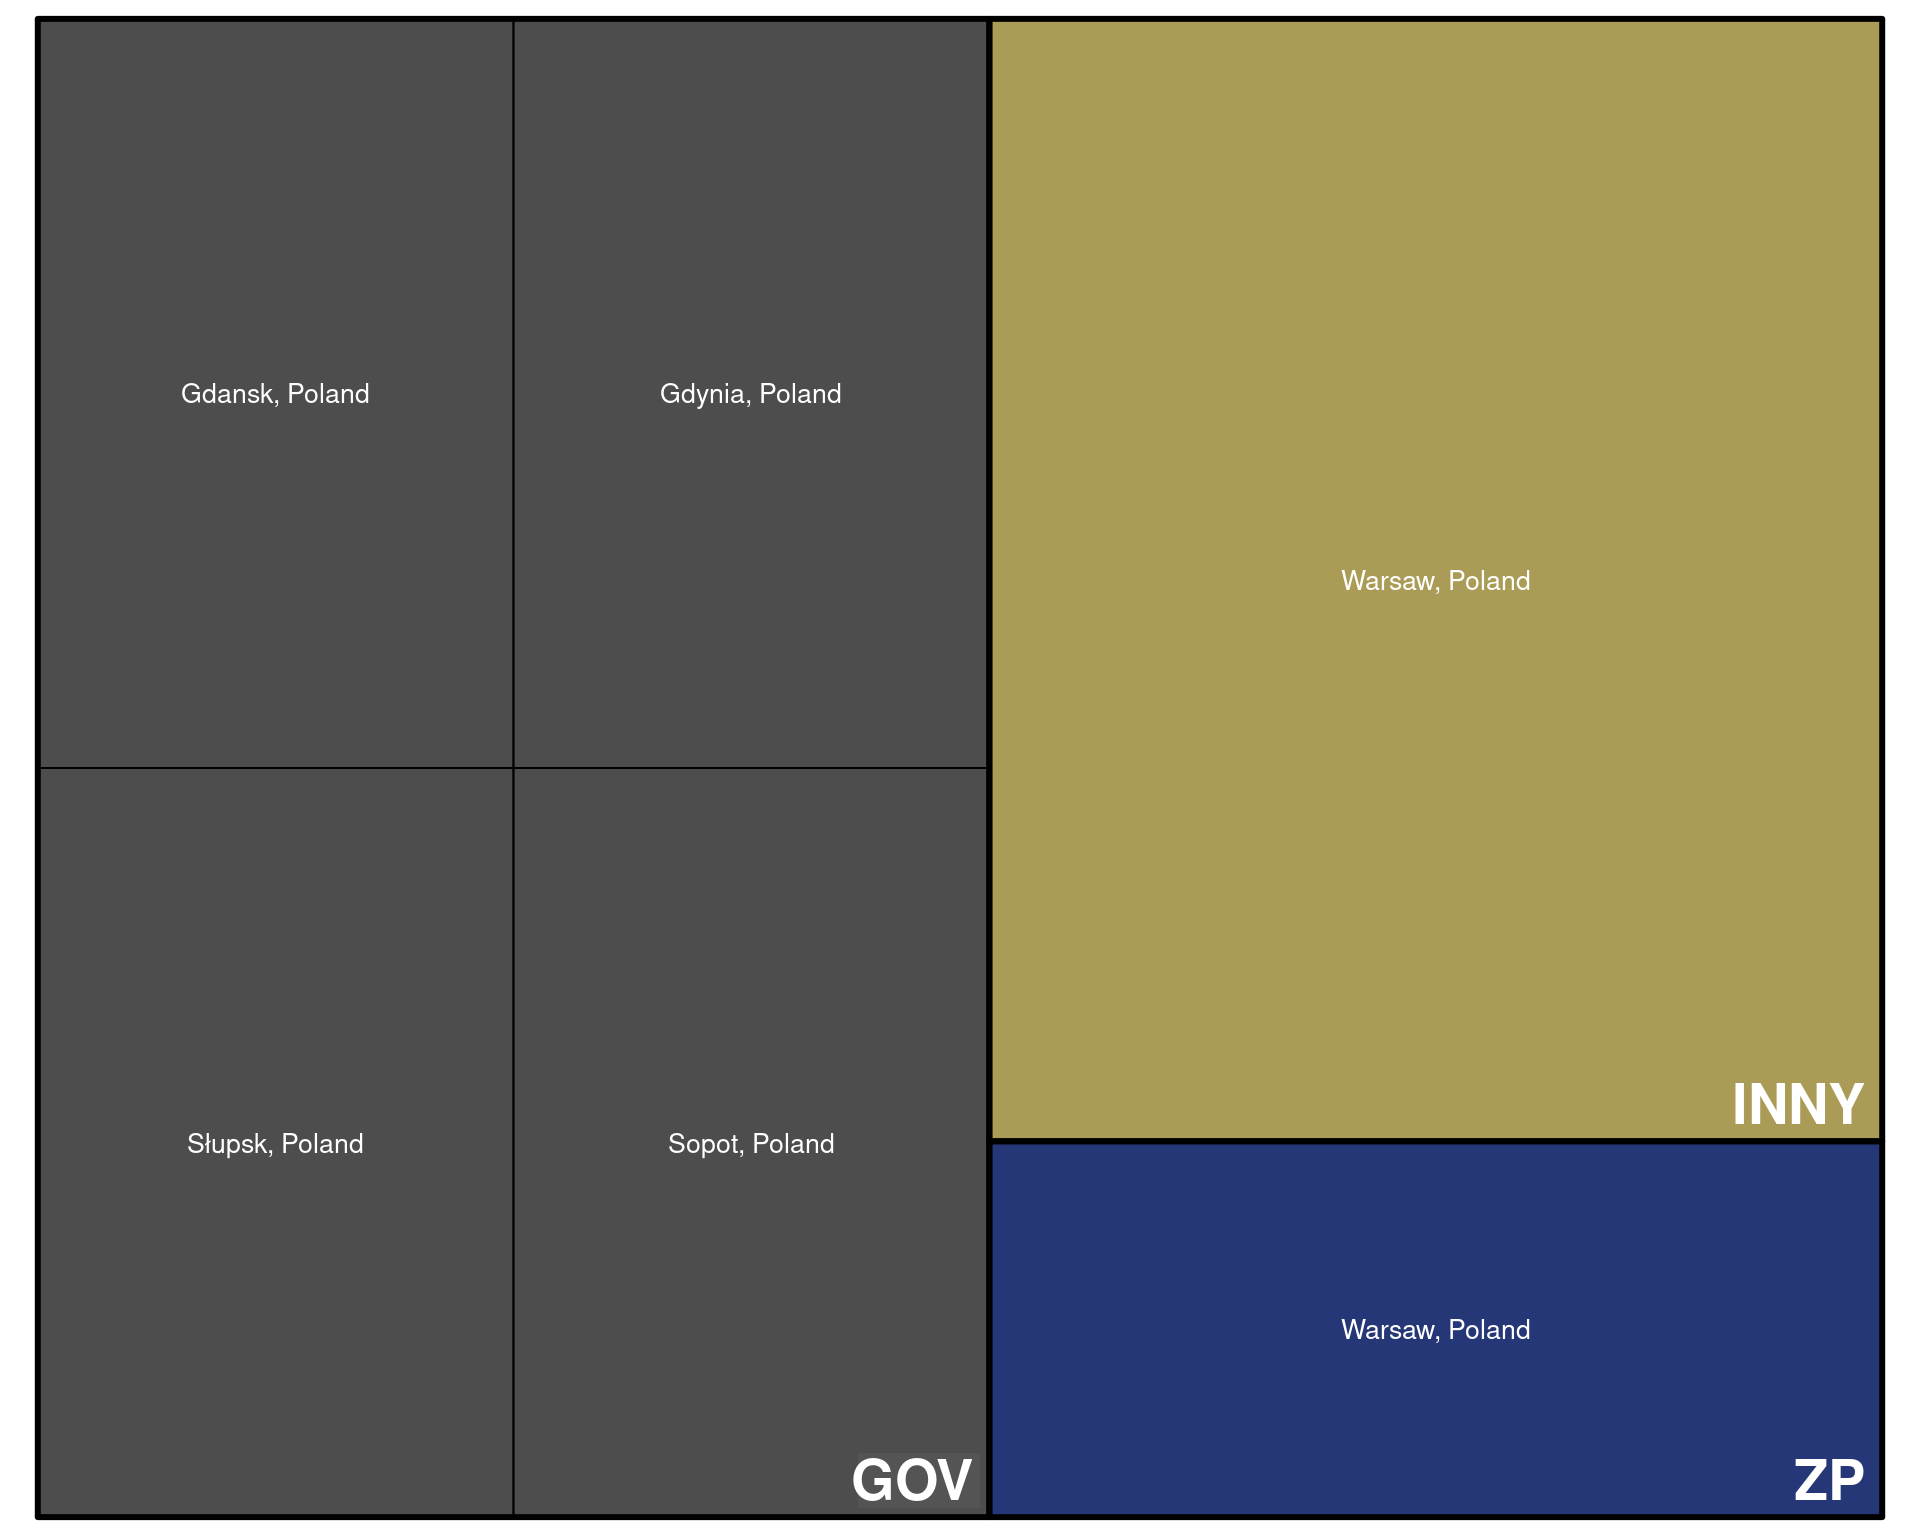 Gdansk, Poland
Gdynia, Poland
Słupsk, Poland
Sopot, Poland
GOV
Warsaw, Poland
INNY
Warsaw, Poland
ZP